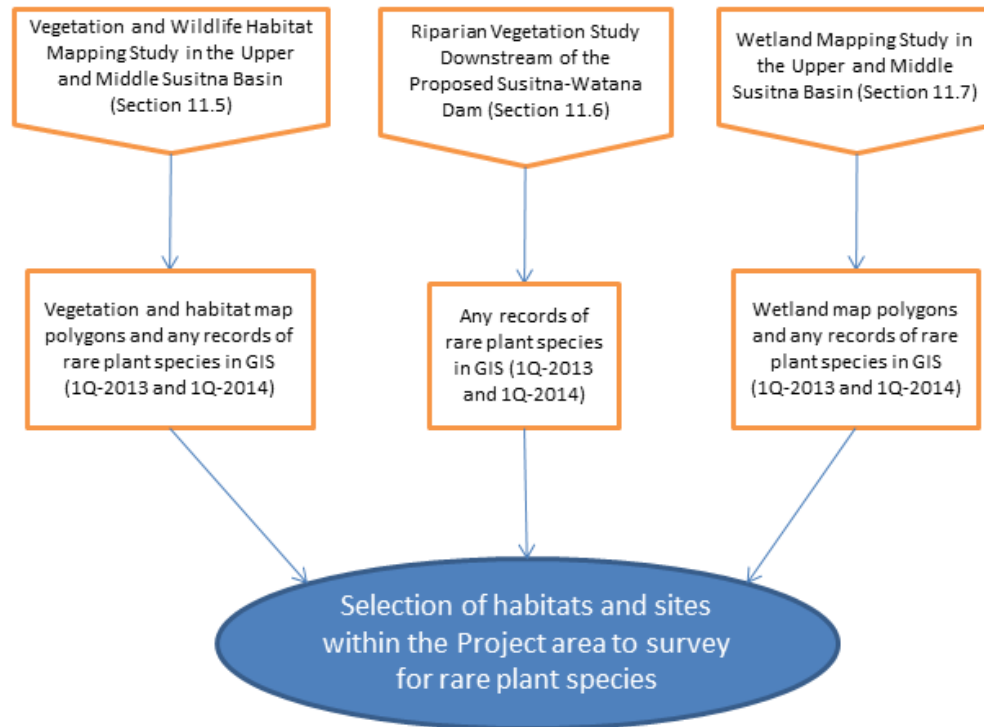 Vegetation and Wildlife Habitat
Mapping Study in the Upper
and Middle Susitna Basin
(Section 11.5)
Riparian Vegetation Study
Downstream of the
Proposed Susitna-Watana
Dam (Section 11.6)
Wetland Mapping Study in
the Upper and Middle
Susitna Basin (Section 11.7)
Vegetation and habitat map
polygons and any records of
rare plant species in GIS
(1Q-2013 and 1Q-2014)
Any records of
rare plant species
in GIS (1Q-2013
and 1Q-2014)
Wetland map polygons
and any records of rare
plant species in GIS
(1Q-2013 and 1Q-2014)
Selection of habitats and sites
within the Project area to survey
for rare plant species